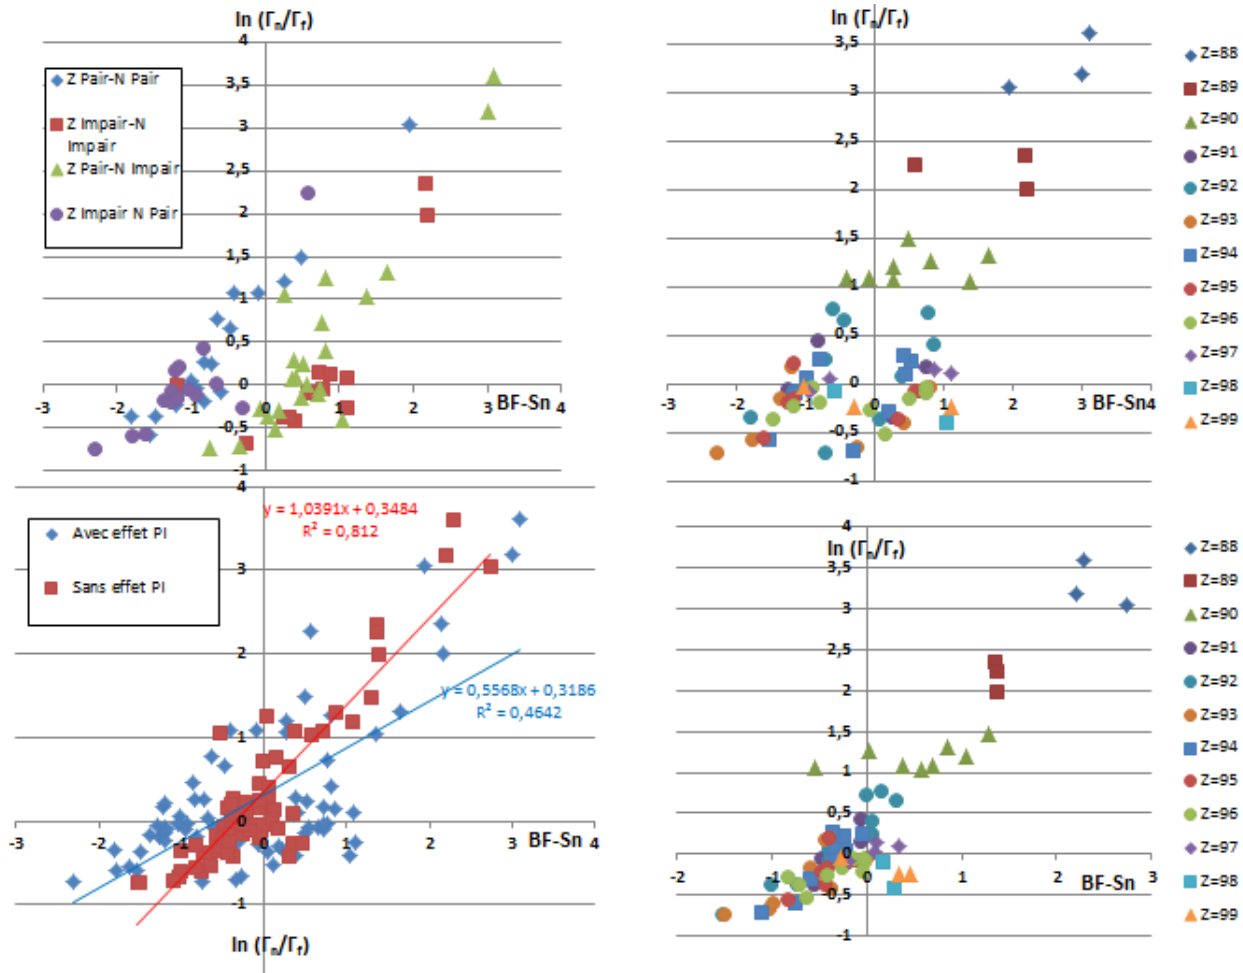 ln (Γn/Γf)
4
3,5
3
2,5
2
1,5
1
0,5
0
-0,5
-1
-3 -2 -1 0 1 2 3 4
BF-Sn
Z Pair-N Pair
Z Impair-N
Impair
Z Pair-N Impair
Z Impair N Pair
ln (Γn/Γf)
3,5
3
2,5
2
1,5
1
0,5
0
-0,5
-1
-3 -2 -1 0 1 2 3 4
BF-Sn
Z=88
Z=89
Z=90
Z=91
Z=92
Z=93
Z=94
Z=95
Z=96
Z=97
Z=98
Z=99
4
3
2
1
0
-1
-3 -2 -1 0 1 2 3 4
BF-Sn
ln (Γn/Γf)
Avec effet PI
Sans effet PI
y = 1,0391x + 0,3484
R² = 0,812
y = 0,5568x + 0,3186
R² = 0,4642
4
ln (Γn/Γf)
3,5
3
2,5
2
1,5
1
0,5
0
-0,5
-1
-2 -1 0 1 2 3
BF-Sn
Z=88
Z=89
Z=90
Z=91
Z=92
Z=93
Z=94
Z=95
Z=96
Z=97
Z=98
Z=99